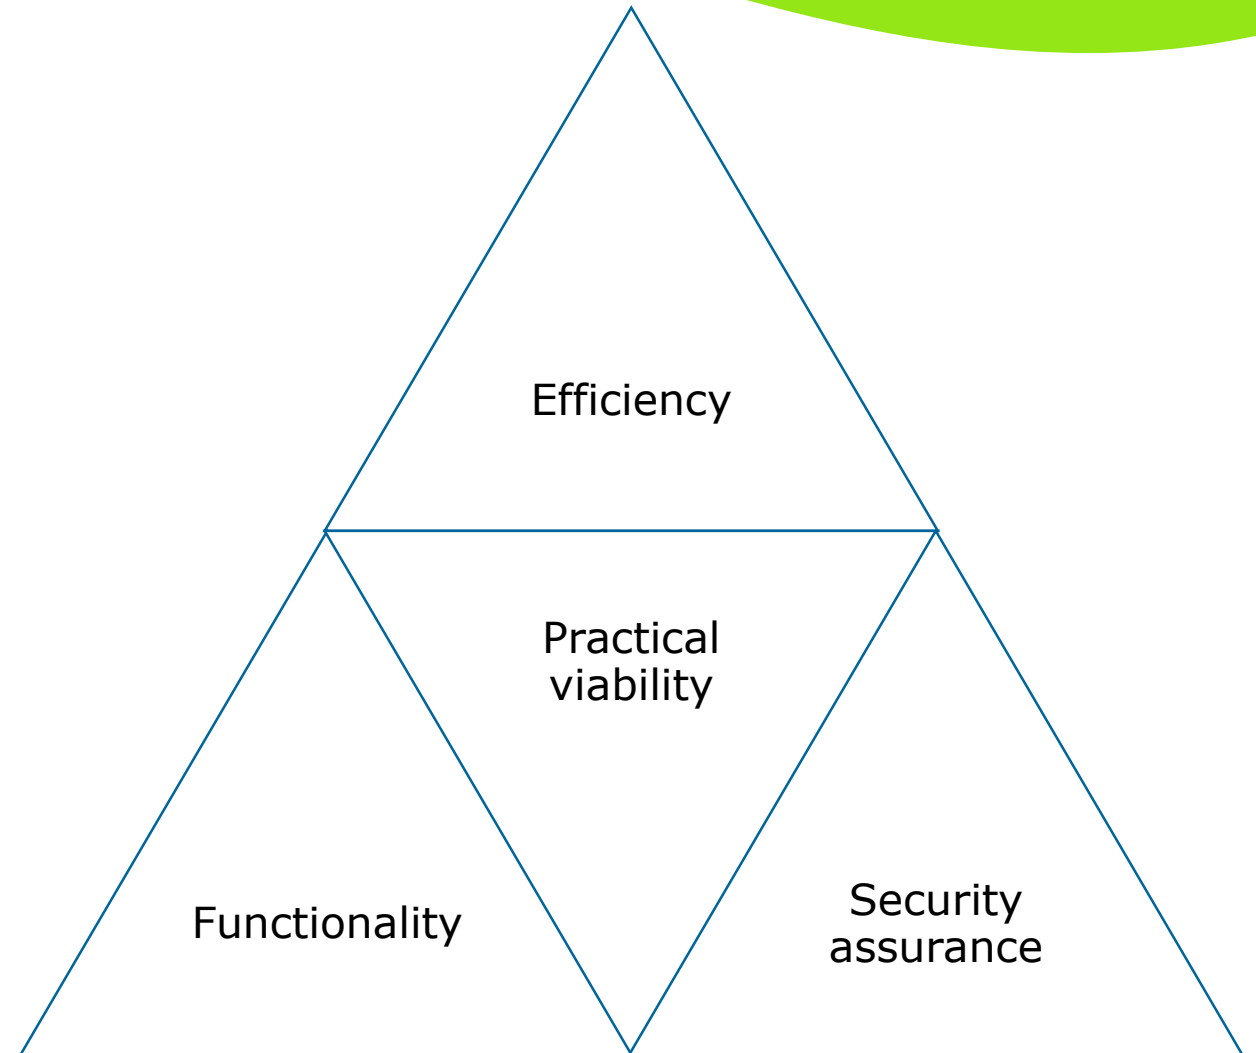 Efficiency
Practical
viability
Functionality
Security
assurance